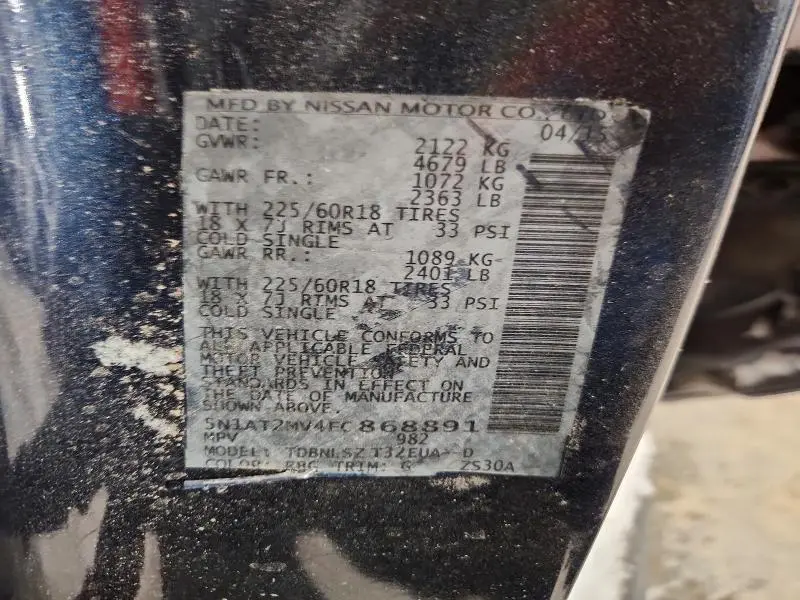 MFD BY NISSAN MOTOR CO., LTD.
DATE: 04/15
GVWR: 2122 KG
4679 LB
GAWR FR.: 1072 KG
2363 LB
WITH 225/60R18 TIRES
18 X 7J RIMS AT 33 PSI
COLD SINGLE
GAWR RR.: 1089 KG
2401 LB
WITH 225/60R18 TIRES
18 X 7J RIMS AT 33 PSI
COLD SINGLE
THIS VEHICLE CONFORMS TO
ALL APPLICABLE FEDERAL
MOTOR VEHICLE SAFETY AND
THEFT PREVENTION
STANDARDS IN EFFECT ON
THE DATE OF MANUFACTURE
SHOWN ABOVE.
5N1AT2MV4FC868891
MPV 982
MODEL: TDBNLSZ T32EUA--D
COLOR: RBG TRIM: G ZS30A